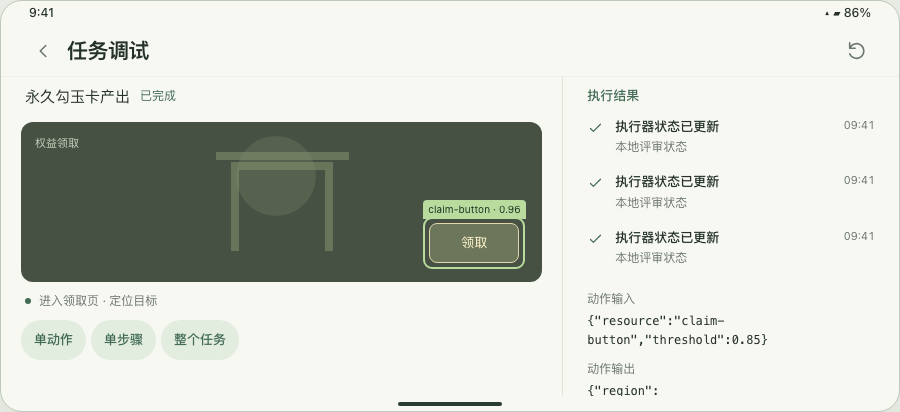 9:41
86%
任务调试
永久勾玉卡产出 已完成
权益领取
claim-button · 0.96
领取
进入领取页 · 定位目标
单动作 单步骤 整个任务
执行结果
执行器状态已更新 09:41
本地评审状态
执行器状态已更新 09:41
本地评审状态
执行器状态已更新 09:41
本地评审状态
动作输入
{"resource":"claim-
button","threshold":0.85}
动作输出
{"region":